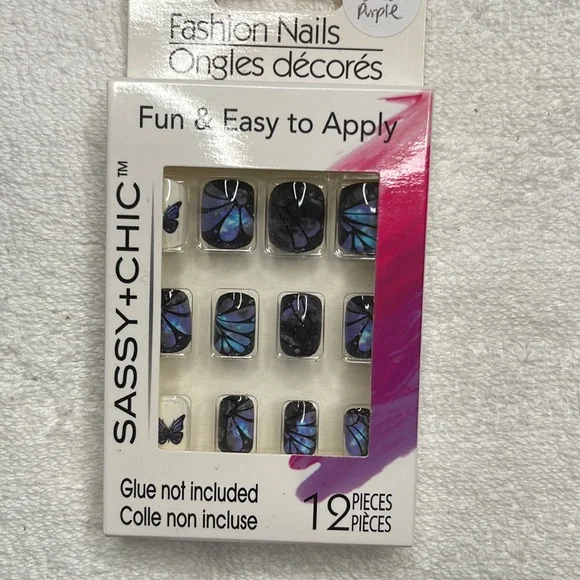 Purple
Fashion Nails
Ongles décorés
Fun & Easy to Apply
SASSY+CHIC™
Glue not included
Colle non incluse
12 PIECES
PIÈCES